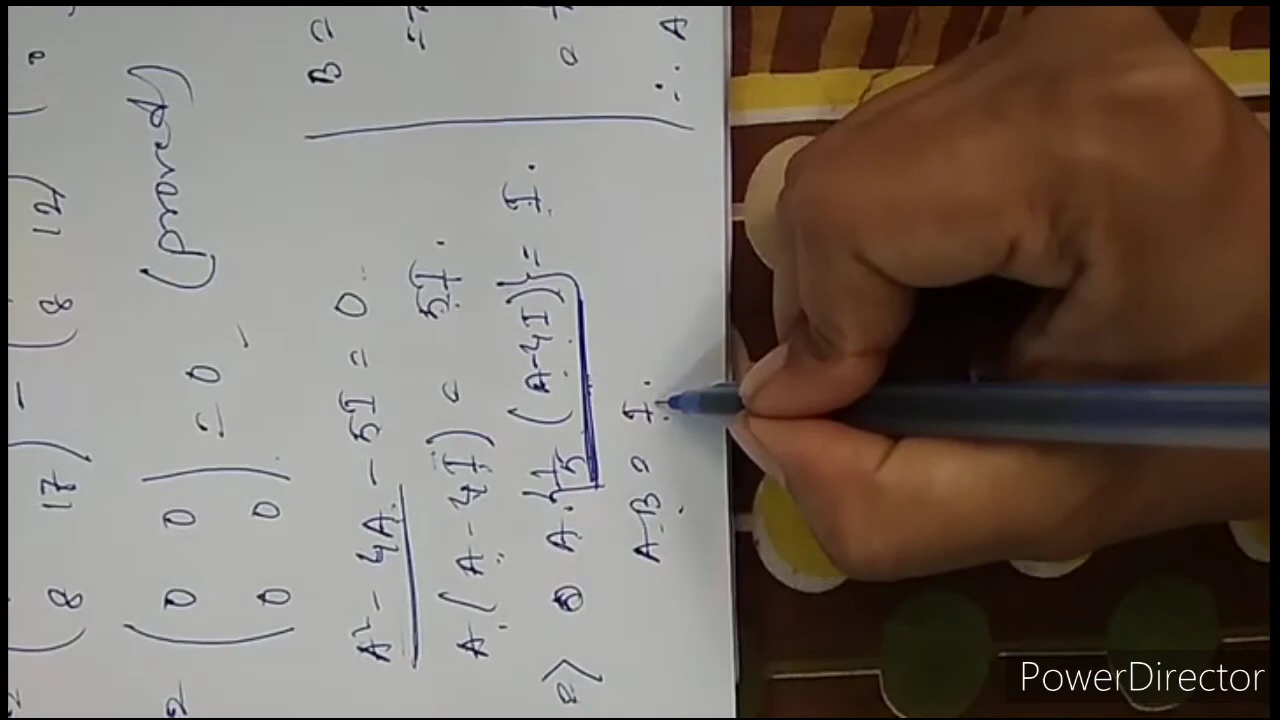 (8 17) - (8 12)
(0 0
0 0) = 0 (proved)
A² - 4A - 5I = 0
A(A - 4I) = 5I.
=> A.{1/5 (A-4I)} = I.
AB = I.
B =
∴ A
PowerDirector